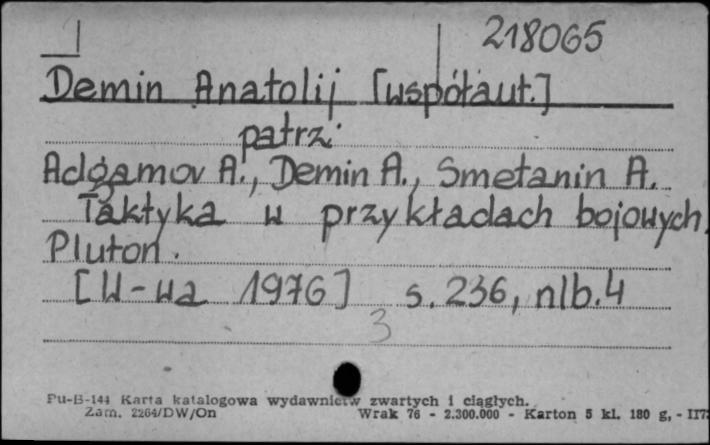 218065
Demin Anatolij [współaut.]
patrz:
Adgamov A., Demin A., Smetanin A.
Taktyka w przykładach bojowych.
Pluton.
[W-wa 1976] s. 236, nlb. 4
3
Pu-B-144 Karta katalogowa wydawnictw zwartych i ciągłych.
Zam. 2264/DW/On Wrak 76 - 2.300.000 - Karton 5 kl. 180 g, - II73